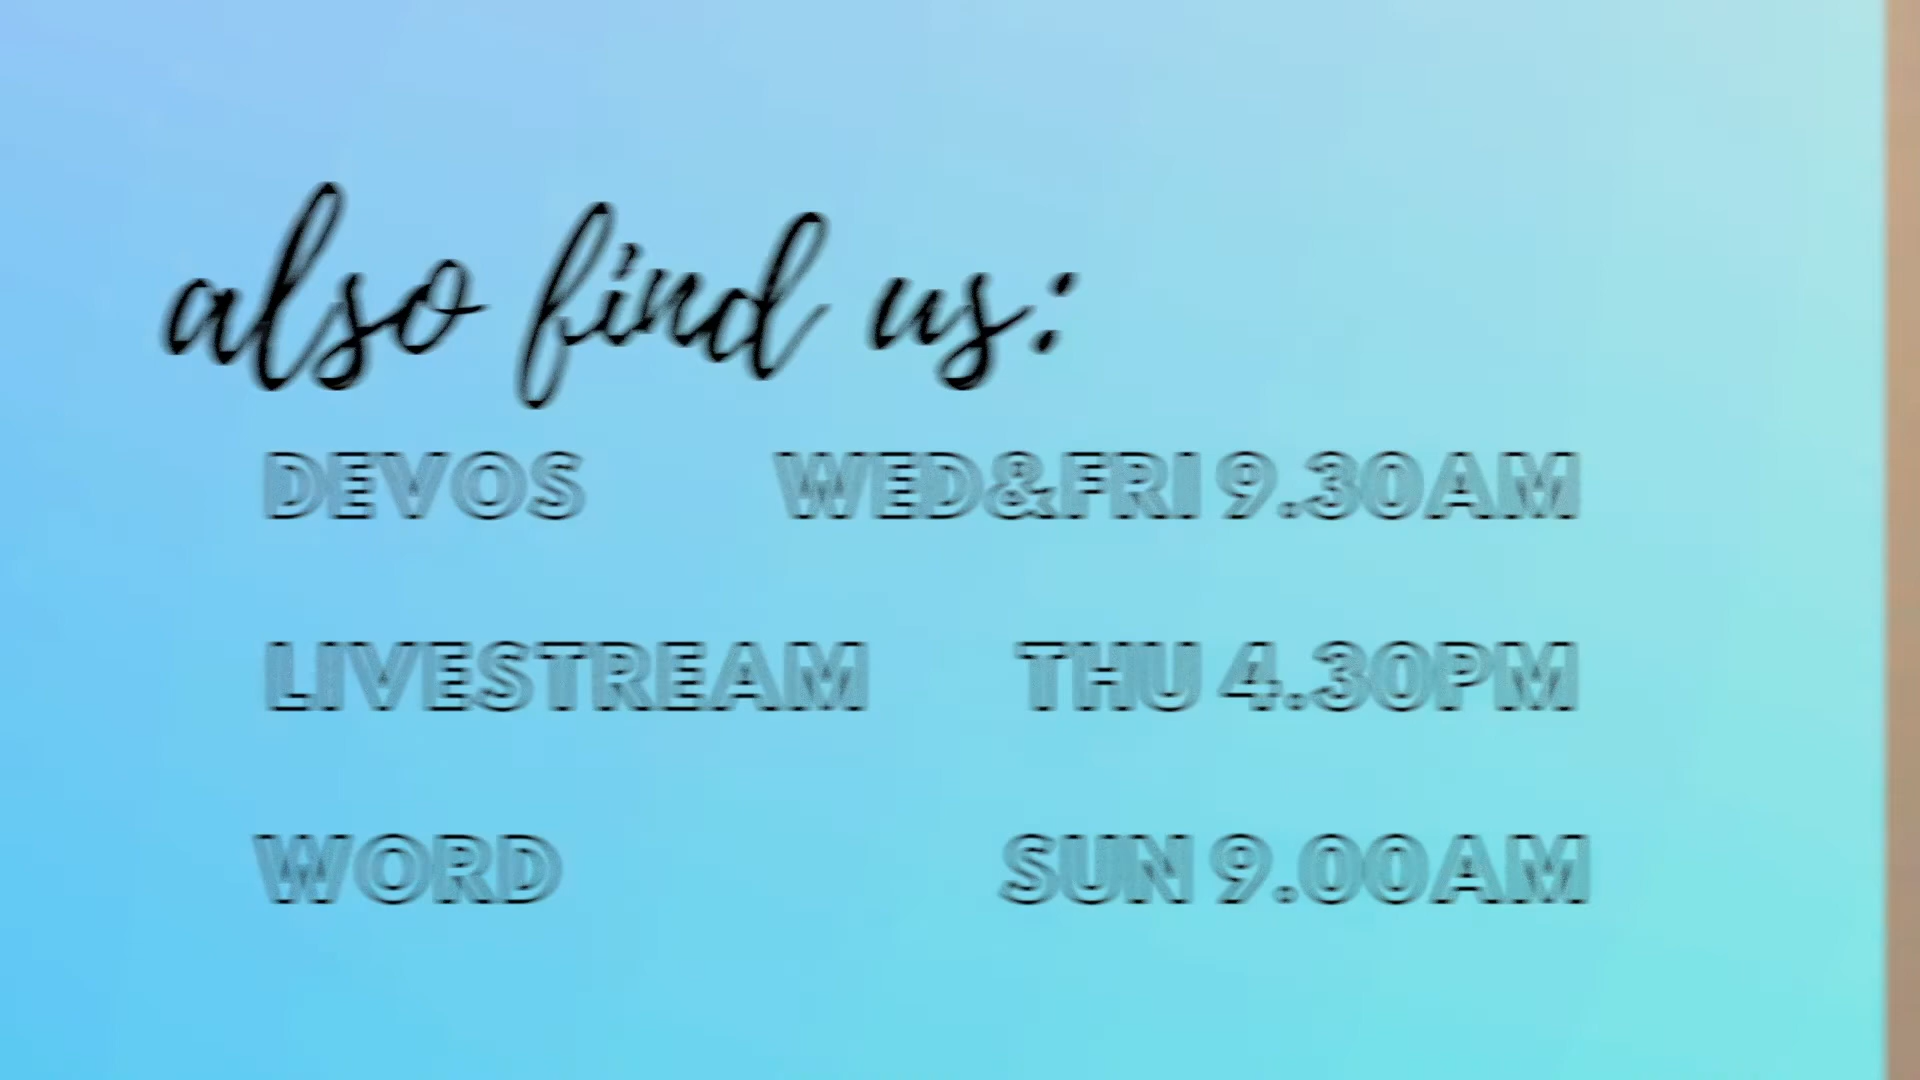 also find us:
DEVOS WED&FRI 9.30AM
LIVESTREAM THU 4.30PM
WORD SUN 9.00AM